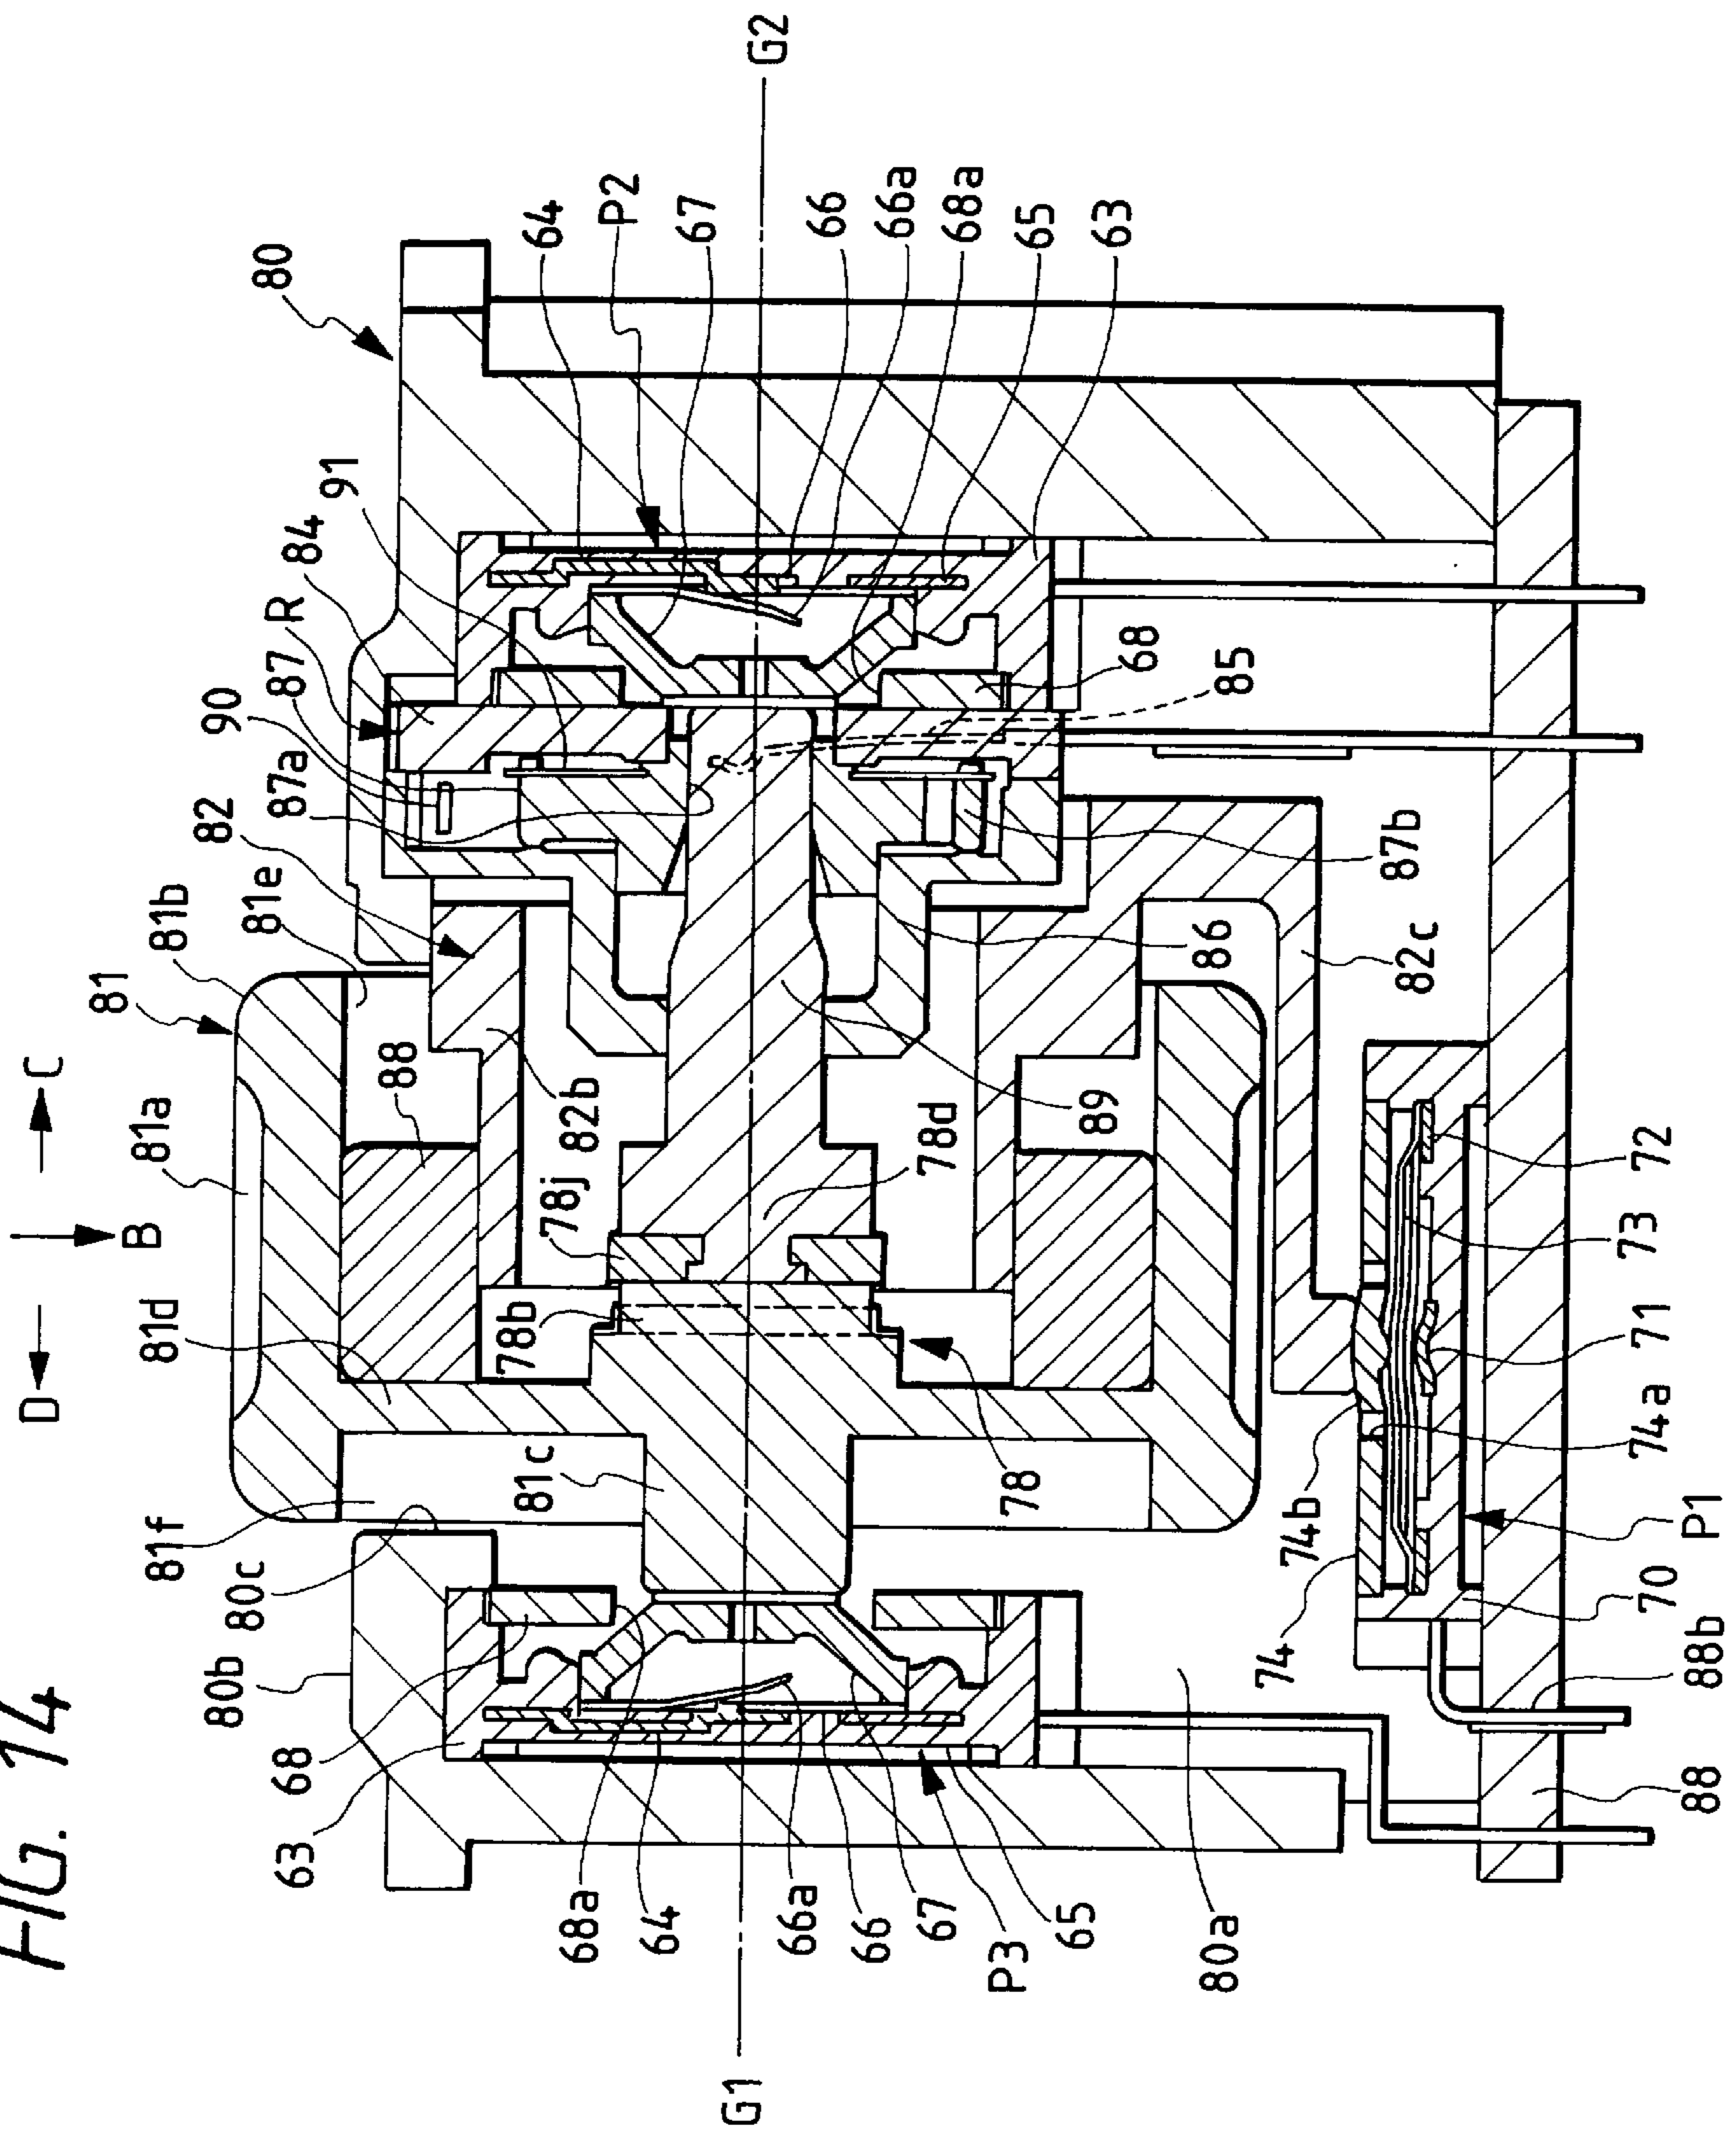 FIG. 14
D
B
C
81f
81d
81a
81
81b
81e
82
87a
90
87
R
84
91
80
64
P2
67
66
66a
68a
65
63
G2
80b
80c
63
68
68a
64
66a
66
67
P3
65
80a
G1
81c
78b
78j
88
82b
78
78d
89
86
87b
85
68
82c
74
74b
74a
71
73
72
P1
70
88b
88